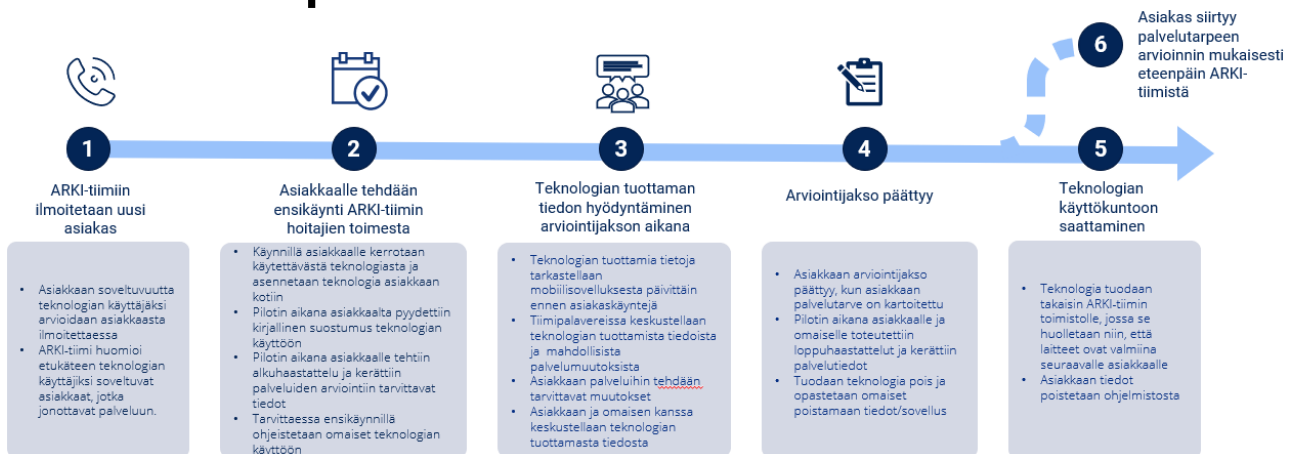 1
ARKI-tiimiin
ilmoitetaan uusi
asiakas
• Asiakkaan soveltuvuutta
teknologian käyttäjäksi
arvioidaan asiakkaasta
ilmoitettaessa
• ARKI-tiimi huomioi
etukäteen teknologian
käyttäjiksi soveltuvat
asiakkaat, jotka
jonottavat palveluun.
2
Asiakkaalle tehdään
ensikäynti ARKI-tiimin
hoitajien toimesta
• Käynnillä asiakkaalle kerrotaan
käytettävästä teknologiasta ja
asennetaan teknologia asiakkaan
kotiin
• Pilotin aikana asiakkaalta pyydettiin
kirjallinen suostumus teknologian
käyttöön
• Pilotin aikana asiakkaalle tehtiin
alkuhaastattelu ja kerättiin
palveluiden arviointiin tarvittavat
tiedot
• Tarvittaessa ensikäynnillä
ohjeistetaan omaiset teknologian
käyttöön
3
Teknologian tuottaman
tiedon hyödyntäminen
arviointijakson aikana
• Teknologian tuottamia tietoja
tarkastellaan
mobiilisovelluksesta päivittäin
ennen asiakaskäyntejä
• Tiimipalavereissa keskustellaan
teknologian tuottamista tiedoista
ja mahdollisista
palvelumuutoksista
• Asiakkaan palveluihin tehdään
tarvittavat muutokset
• Asiakkaan ja omaisen kanssa
keskustellaan teknologian
tuottamasta tiedosta
4
Arviointijakso päättyy
• Asiakkaan arviointijakso
päättyy, kun asiakkaan
palvelutarve on kartoitettu
• Pilotin aikana asiakkaalle ja
omaiselle toteutettiin
loppuhaastattelut ja kerättiin
palvelutiedot
• Tuodaan teknologia pois ja
opastetaan omaiset
poistamaan tiedot/sovellus
5
Teknologian
käyttökuntoon
saattaminen
• Teknologia tuodaan
takaisin ARKI-tiimin
toimistolle, jossa se
huolletaan niin, että
laitteet ovat valmiina
seuraavalle asiakkaalle
• Asiakkaan tiedot
poistetaan ohjelmistosta
6
Asiakas siirtyy
palvelutarpeen
arvioinnin mukaisesti
eteenpäin ARKI-
tiimistä